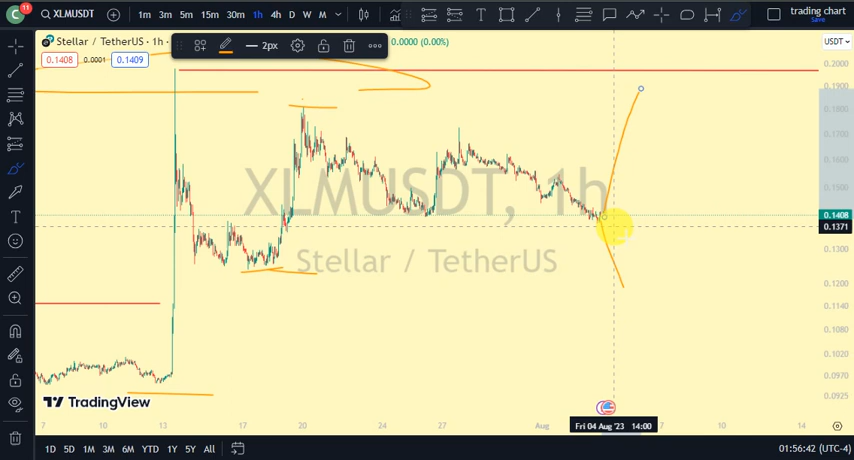 C 11 XLMUSDT 1m 3m 5m 15m 30m 1h 4h D W M trading chart
Save
Stellar / TetherUS · 1h · 2px 0.0000 (0.00%) USDT
0.1408 0.0001 0.1409
0.2000
0.1800
0.1700
0.1600
XLMUSDT, 1h
0.1500
0.1408
0.1371
0.1300
Stellar / TetherUS
0.1200
0.1140
0.1080
0.1020
0.0970
0.0925
TradingView
7 10 13 17 20 24 27 Aug Fri 04 Aug '23 14:00 7 10 14
1D 5D 1M 3M 6M YTD 1Y 5Y All 01:56:42 (UTC-4)